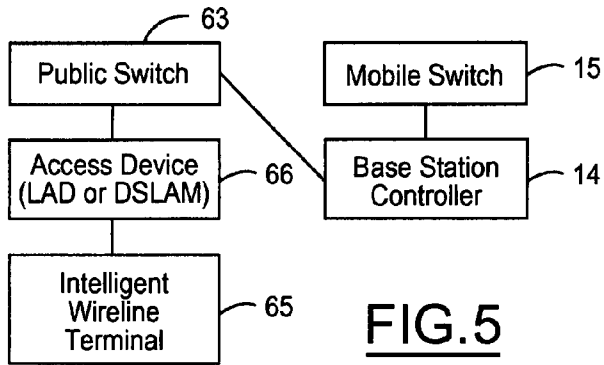 63
Public Switch
Mobile Switch
15
Access Device
(LAD or DSLAM)
66
Base Station
Controller
14
Intelligent
Wireline
Terminal
65
FIG.5